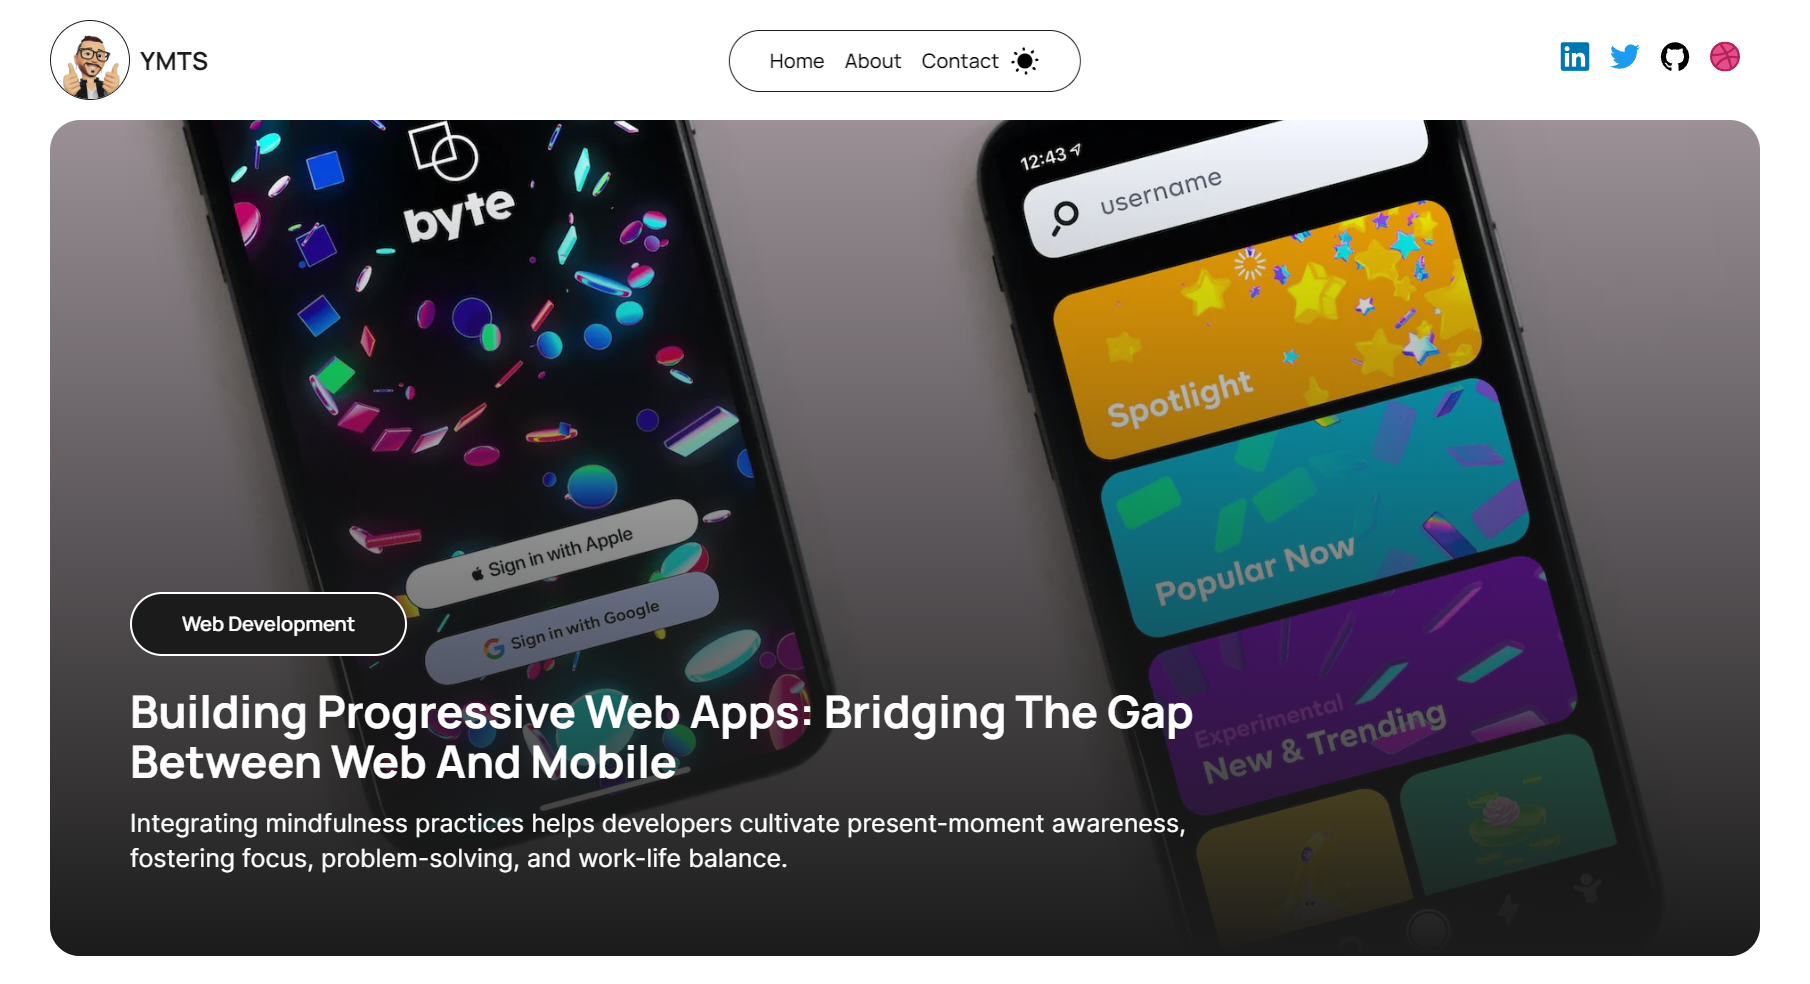 YMTS
Home About Contact
byte
Sign in with Apple
Sign in with Google
12:43
username
Spotlight
Popular Now
Experimental
New & Trending
Web Development
Building Progressive Web Apps: Bridging The Gap
Between Web And Mobile
Integrating mindfulness practices helps developers cultivate present-moment awareness,
fostering focus, problem-solving, and work-life balance.